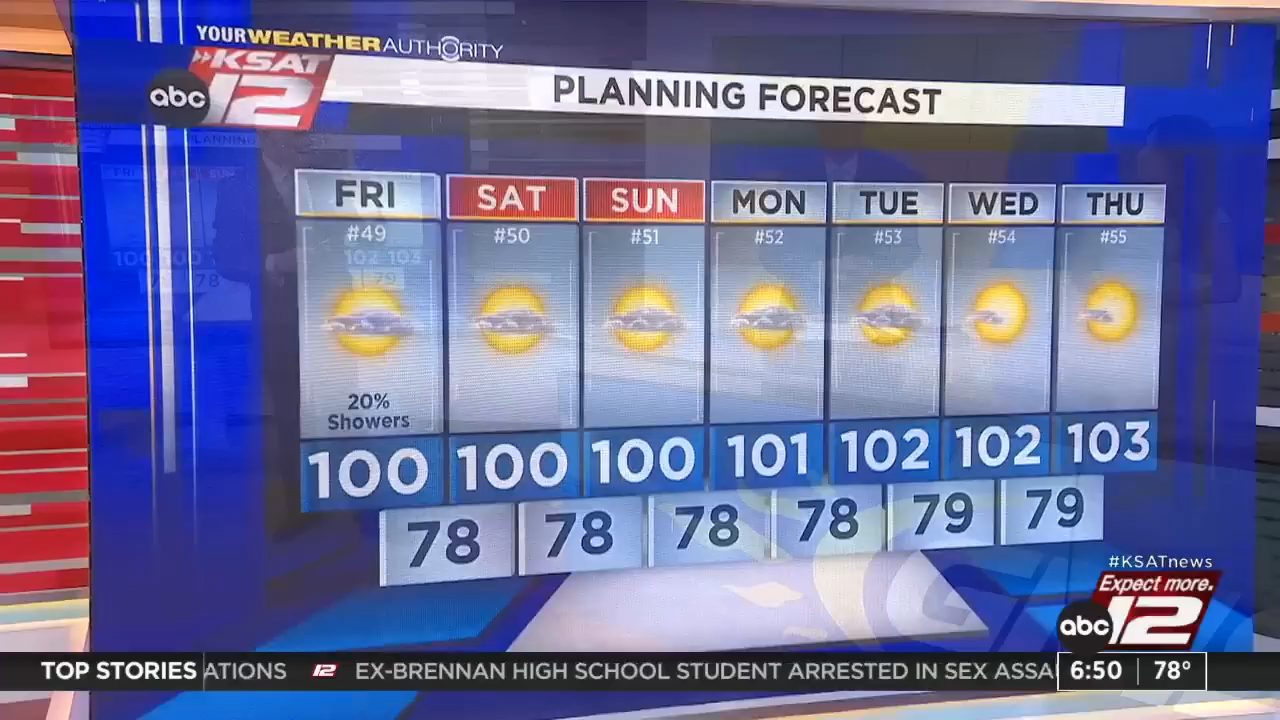 YOUR WEATHER AUTHORITY
KSAT
abc 12
PLANNING FORECAST
FRI SAT SUN MON TUE WED THU
#49 #50 #51 #52 #53 #54 #55
20%
Showers
100 100 100 101 102 102 103
78 78 78 78 79 79
#KSATnews
Expect more.
abc 12
TOP STORIES ATIONS 12 EX-BRENNAN HIGH SCHOOL STUDENT ARRESTED IN SEX ASSA 6:50 78°